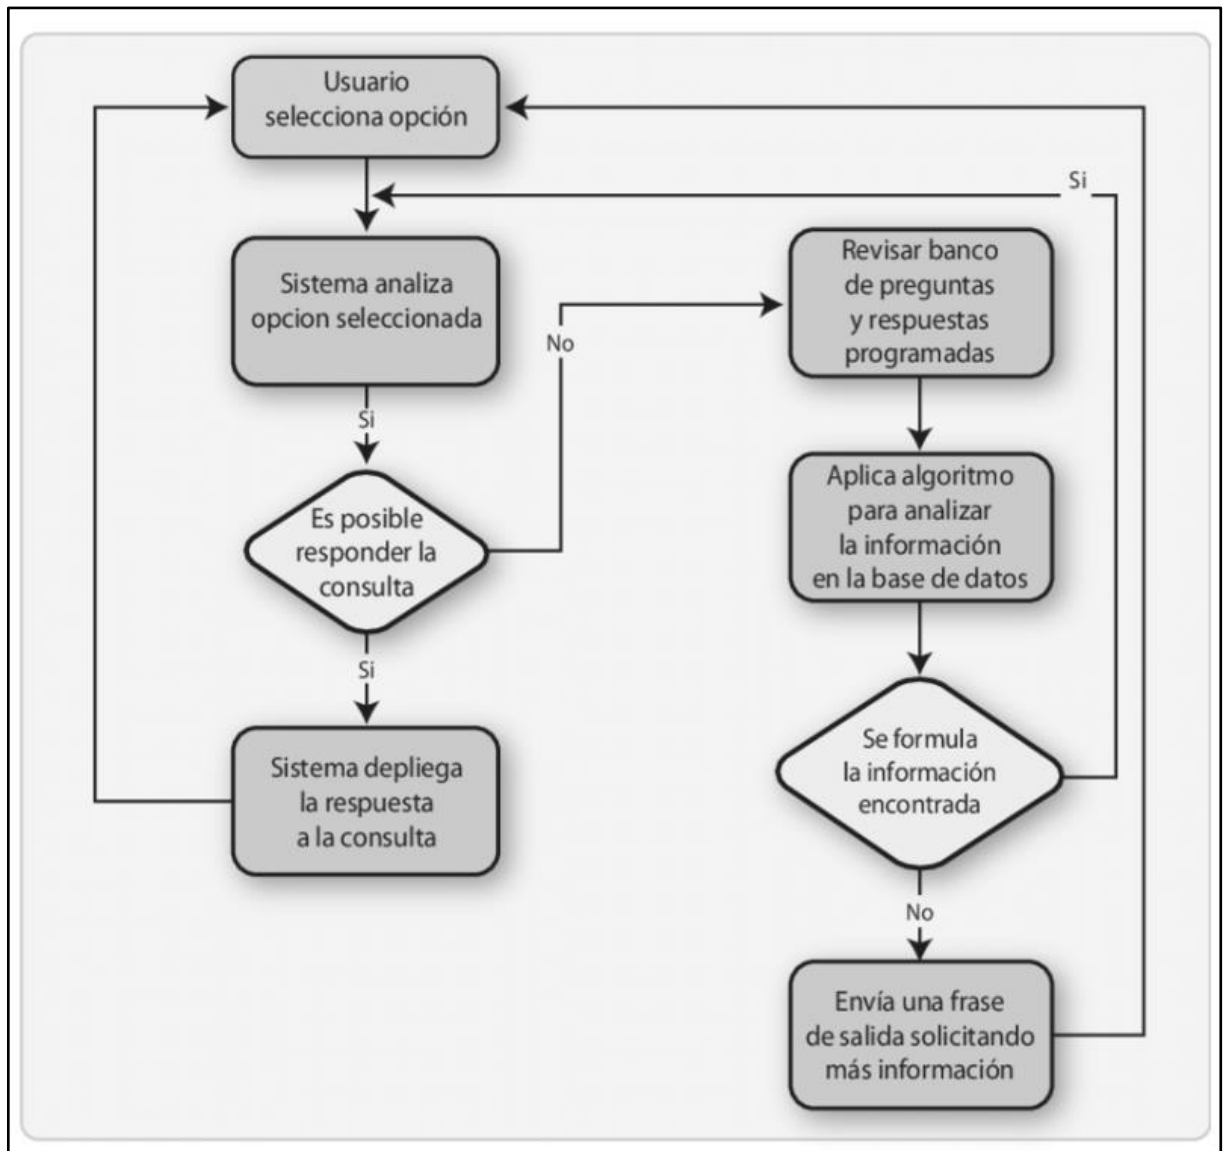 Usuario
selecciona opción
Si
Sistema analiza
opcion seleccionada
Si
No
Es posible
responder la
consulta
Si
Sistema depliega
la respuesta
a la consulta
Revisar banco
de preguntas
y respuestas
programadas
Aplica algoritmo
para analizar
la información
en la base de datos
Se formula
la información
encontrada
No
Envía una frase
de salida solicitando
más información